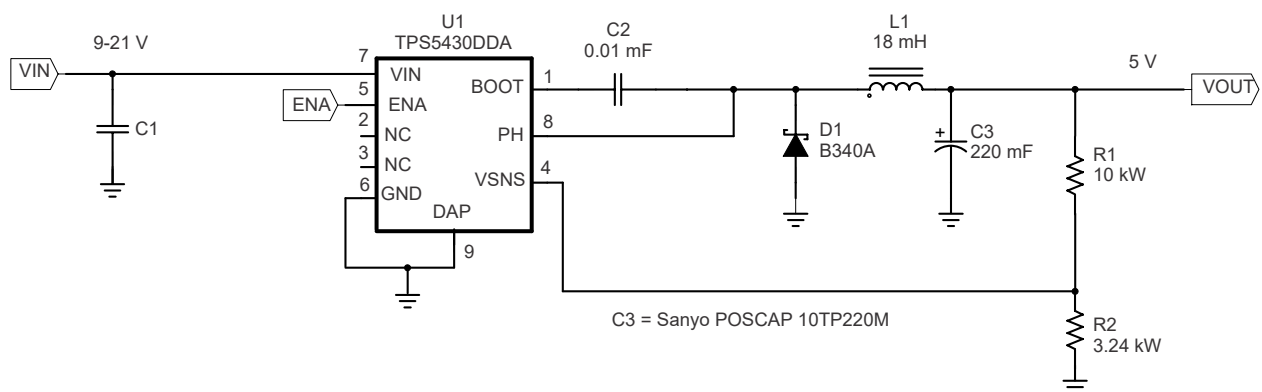 U1
TPS5430DDA
9-21 V
VIN
C1
ENA
7
5
2
3
6
VIN
ENA
NC
NC
GND
DAP
9
BOOT
PH
VSNS
1
8
4
C2
0.01 mF
L1
18 mH
5 V
VOUT
D1
B340A
+
C3
220 mF
R1
10 kW
C3 = Sanyo POSCAP 10TP220M
R2
3.24 kW